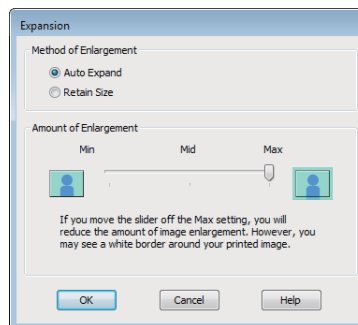 Expansion
Method of Enlargement
Auto Expand
Retain Size
Amount of Enlargement
Min Mid Max
If you move the slider off the Max setting, you will
reduce the amount of image enlargement. However, you
may see a white border around your printed image.
OK Cancel Help